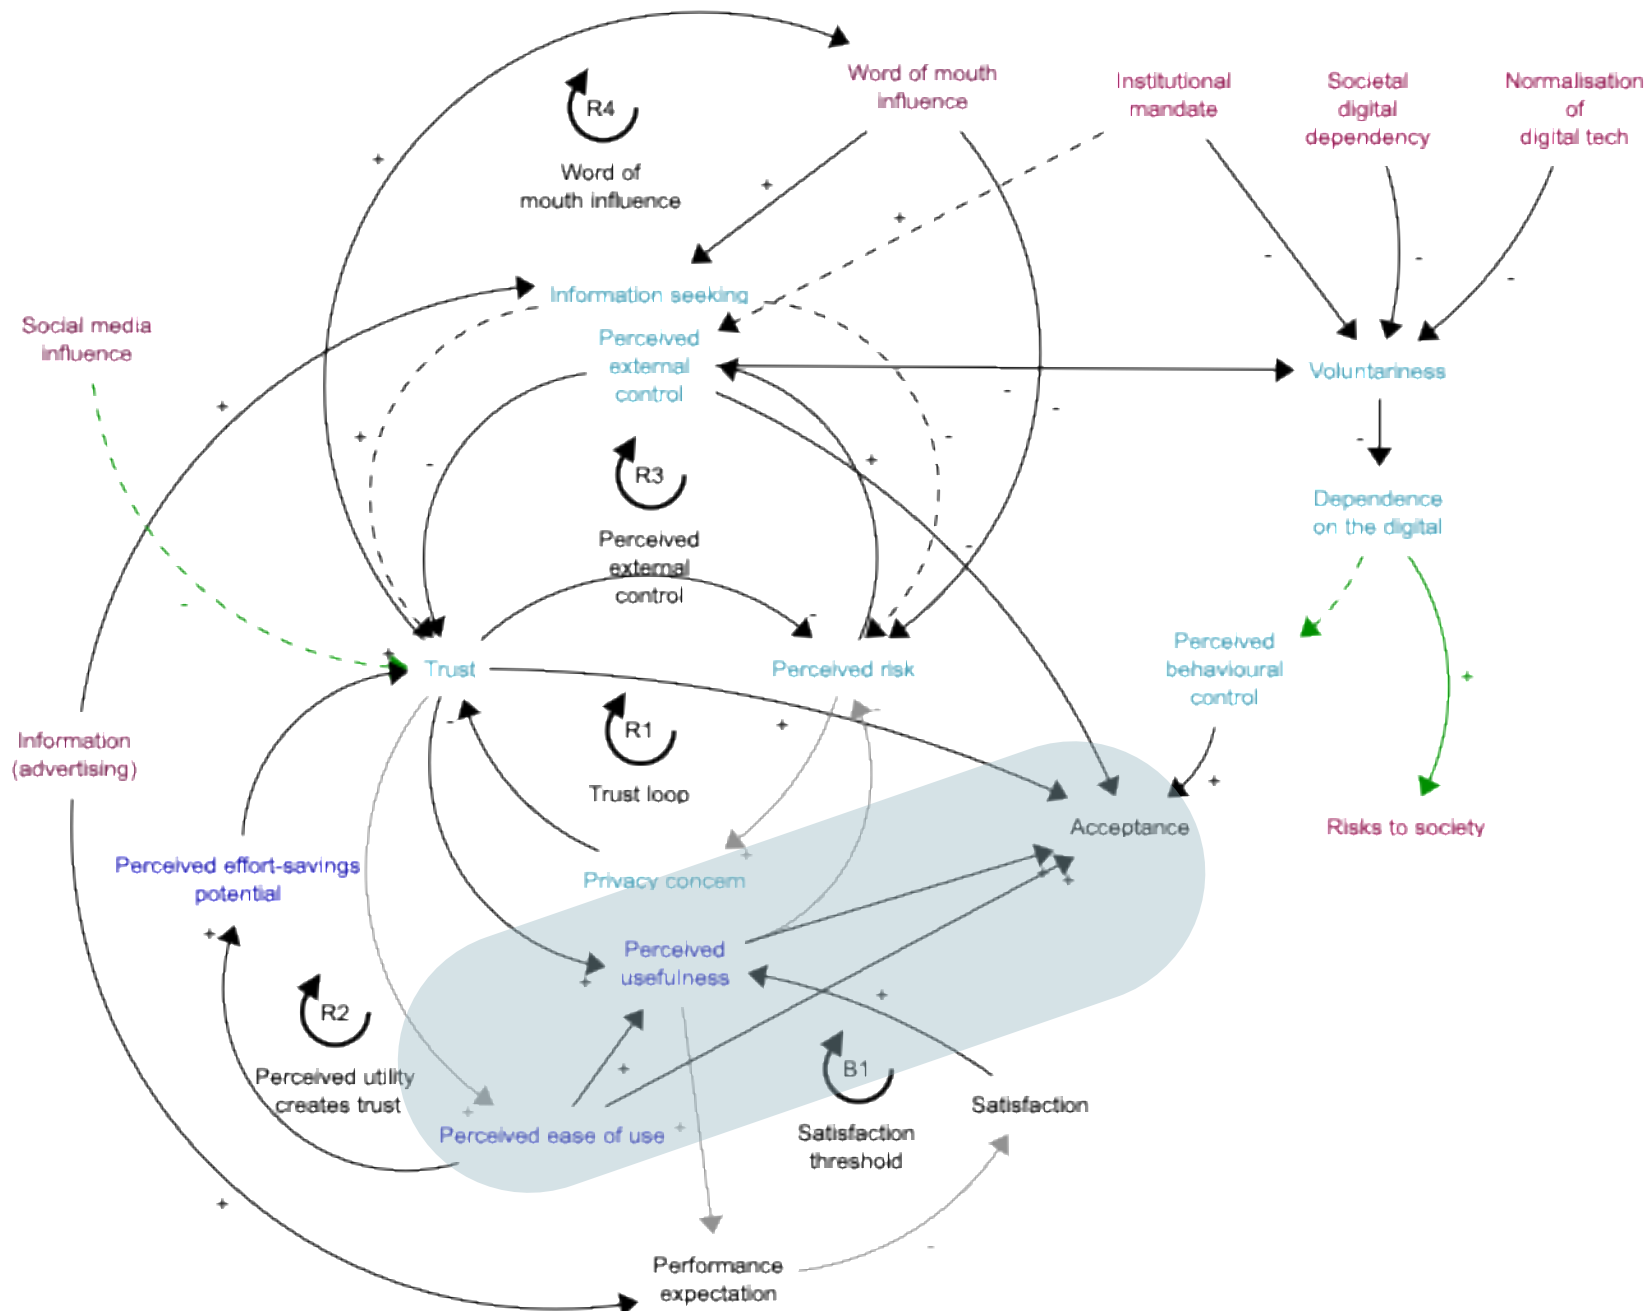 Word of mouth
influence
Institutional
mandate
Societal
digital
dependency
Normalisation
of
digital tech
R4
Word of
mouth influence
+
+
+
-
-
-
Information seeking
Social media
influence
Perceived
external
control
Voluntariness
+
+
-
-
-
-
+
-
-
R3
Perceived
external
control
Dependence
on the digital
-
-
-
+
Trust
Perceived risk
Perceived
behavioural
control
+
-
-
R1
Trust loop
+
+
Information
(advertising)
Acceptance
Risks to society
Perceived effort-savings
potential
+
Privacy concern
+
+
+
Perceived
usefulness
+
+
R2
Perceived utility
creates trust
+
B1
Satisfaction
threshold
Satisfaction
+
Perceived ease of use
+
+
-
Performance
expectation